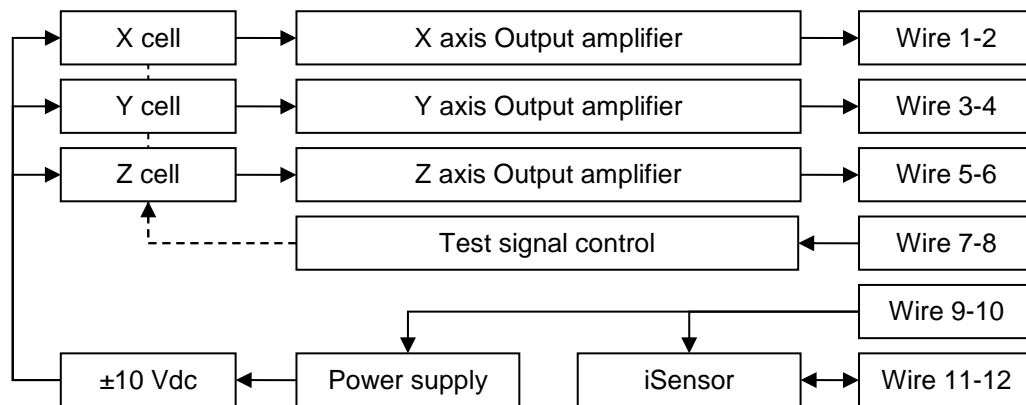 X cell
X axis Output amplifier
Wire 1-2
Y cell
Y axis Output amplifier
Wire 3-4
Z cell
Z axis Output amplifier
Wire 5-6
Test signal control
Wire 7-8
Wire 9-10
±10 Vdc
Power supply
iSensor
Wire 11-12